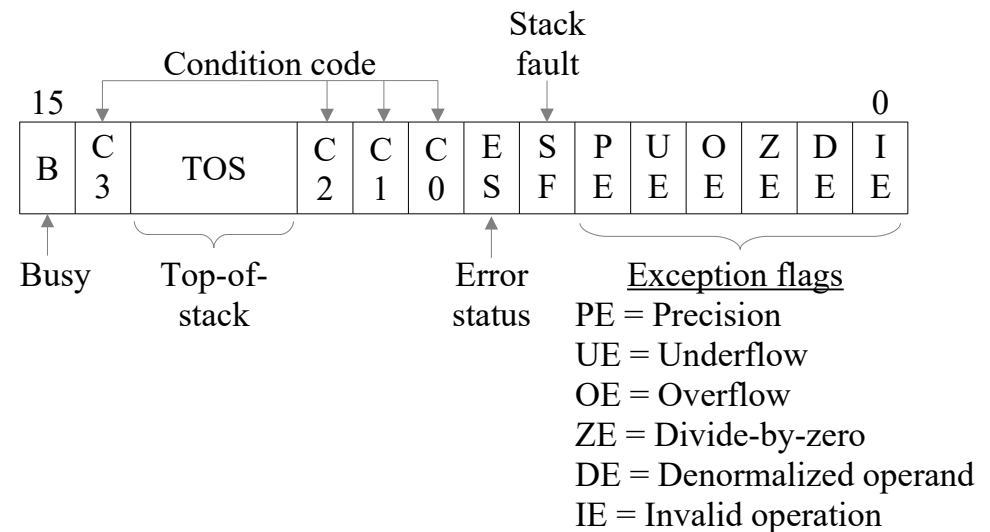 Stack
fault
Condition code
15
0
B
C
3
TOS
C
2
C
1
C
0
E
S
S
F
P
E
U
E
O
E
Z
E
D
E
I
E
Busy
Top-of-
stack
Error
status
Exception flags
PE = Precision
UE = Underflow
OE = Overflow
ZE = Divide-by-zero
DE = Denormalized operand
IE = Invalid operation